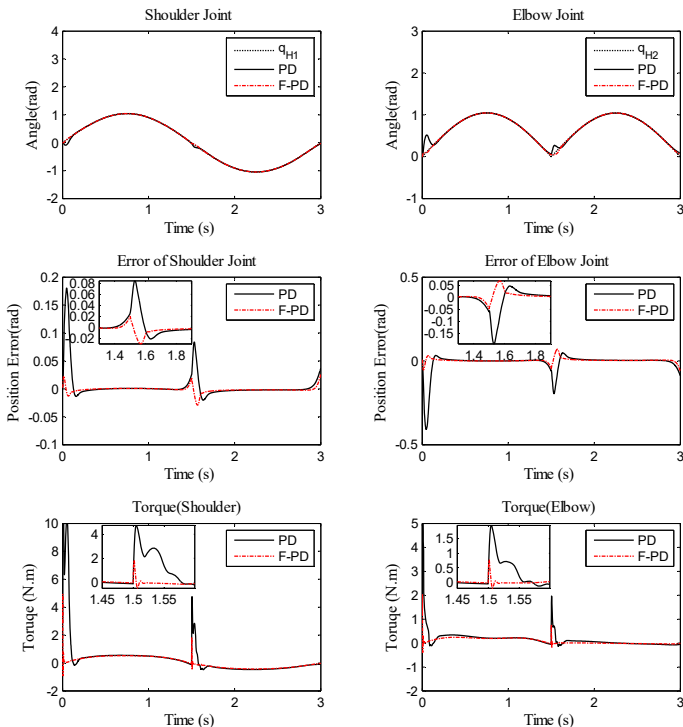 Shoulder Joint
Elbow Joint
4
3
2
1
0
-1
-2
Angle(rad)
q_H1
PD
F-PD
0
1
2
3
Time (s)
3
2
1
0
-1
Angle(rad)
q_H2
PD
F-PD
0
1
2
3
Time (s)
Error of Shoulder Joint
Error of Elbow Joint
0.2
0.15
0.1
0.05
0
-0.05
-0.1
Position Error(rad)
0.08
0.06
0.04
0.02
0
-0.02
1.4
1.6
1.8
PD
F-PD
0
1
2
3
Time (s)
0.5
0
-0.5
Position Error(rad)
0.05
0
-0.05
-0.1
-0.15
1.4
1.6
1.8
PD
F-PD
0
1
2
3
Time (s)
Torque(Shoulder)
Torque(Elbow)
10
8
6
4
2
0
-2
Toruqe (N.m)
4
2
0
1.45
1.5
1.55
PD
F-PD
0
1
2
3
Time (s)
5
4
3
2
1
0
-1
-2
Toruqe (N.m)
1.5
1
0.5
0
1.45
1.5
1.55
PD
F-PD
0
1
2
3
Time (s)